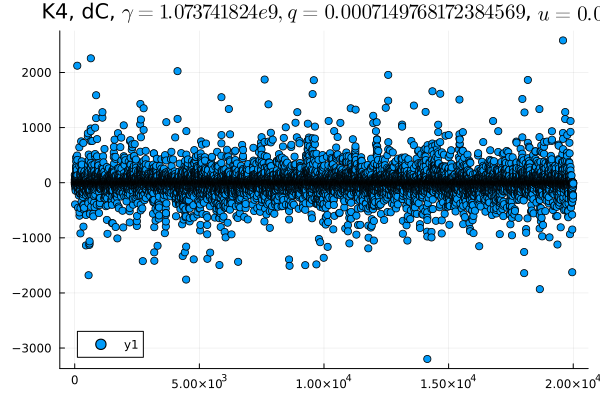 K4, dC, γ = 1.073741824e9, q = 0.0007149768172384569, u = 0.0
2000
1000
0
−1000
−2000
−3000
y1
0 5.00×10³ 1.00×10⁴ 1.50×10⁴ 2.00×10⁴